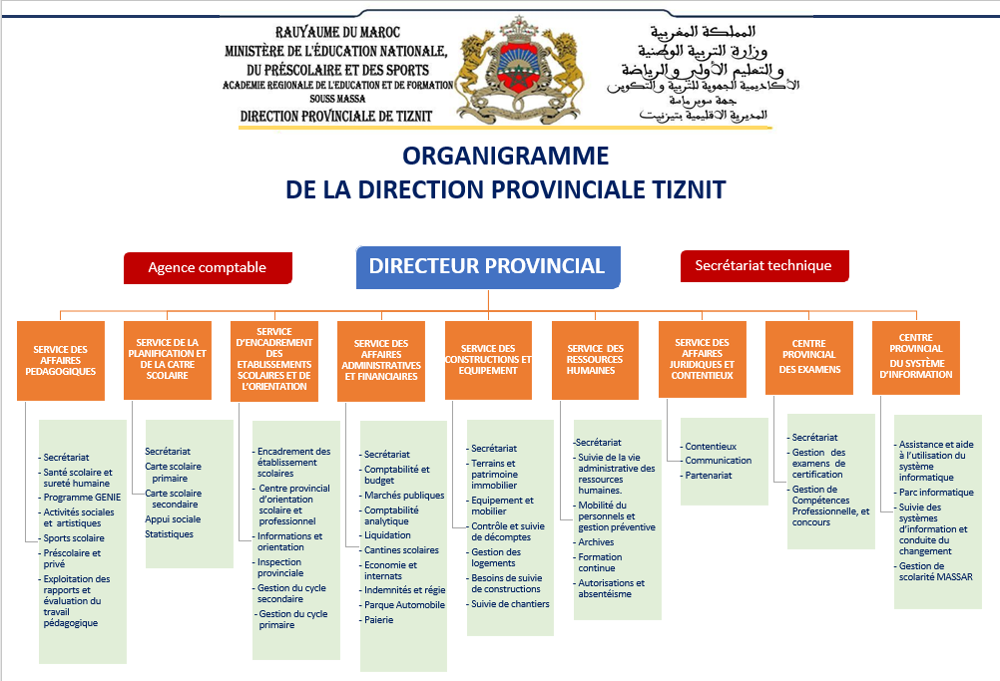 RAUYAUME DU MAROC
MINISTÈRE DE L'ÉDUCATION NATIONALE,
DU PRÉSCOLAIRE ET DES SPORTS
ACADEMIE REGIONALE DE L'EDUCATION ET DE FORMATION
SOUSS MASSA
DIRECTION PROVINCIALE DE TIZNIT
المملكة المغربية
وزارة التربية الوطنية
والتعليم الأولي والرياضة
الأكاديمية الجهوية للتربية والتكوين
جهة سوس ماسة
المديرية الاقليمية بتيزنيت
ORGANIGRAMME
DE LA DIRECTION PROVINCIALE TIZNIT
Agence comptable
DIRECTEUR PROVINCIAL
Secrétariat technique
SERVICE DES
AFFAIRES
PEDAGOGIQUES
- Secrétariat
- Santé scolaire et
sureté humaine
- Programme GENIE
- Activités sociales
et artistiques
- Sports scolaire
- Préscolaire et
privé
- Exploitation des
rapports et
évaluation du
travail
pédagogique
SERVICE DE LA
PLANIFICATION ET
DE LA CATRE
SCOLAIRE
Secrétariat
Carte scolaire
primaire
Carte scolaire
secondaire
Appui sociale
Statistiques
SERVICE
D'ENCADREMENT
DES
ETABLISSEMENTS
SCOLAIRES ET DE
L'ORIENTATION
- Encadrement des
établissement
scolaires
- Centre provincial
d'orientation
scolaire et
professionnel
- Informations et
orientation
- Inspection
provinciale
- Gestion du cycle
secondaire
- Gestion du cycle
primaire
SERVICE DES
AFFAIRES
ADMINISTRATIVES
ET FINANCIAIRES
- Secrétariat
- Comptabilité et
budget
- Marchés publiques
- Comptabilité
analytique
- Liquidation
- Cantines scolaires
- Economie et
internats
- Indemnités et régie
- Parque Automobile
- Paierie
SERVICE DES
CONSTRUCTIONS ET
EQUIPEMENT
- Secrétariat
- Terrains et
patrimoine
immobilier
- Equipement et
mobilier
- Contrôle et suivie
de décomptes
- Gestion des
logements
- Besoins de suivie
de constructions
- Suivie de chantiers
SERVICE DES
RESSOURCES
HUMAINES
-Secrétariat
- Suivie de la vie
administrative des
ressources
humaines.
- Mobilité du
personnels et
gestion préventive
- Archives
- Formation
continue
- Autorisations et
absentéisme
SERVICE DES
AFFAIRES
JURIDIQUES ET
CONTENTIEUX
- Contentieux
- Communication
- Partenariat
CENTRE
PROVINCIAL
DES EXAMENS
- Secrétariat
- Gestion des
examens de
certification
- Gestion de
Compétences
Professionnelle, et
concours
CENTRE
PROVINCIAL
DU SYSTÈME
D'INFORMATION
- Assistance et aide
à l'utilisation du
système
informatique
- Parc informatique
- Suivie des
systèmes
d'information et
conduite du
changement
- Gestion de
scolarité MASSAR